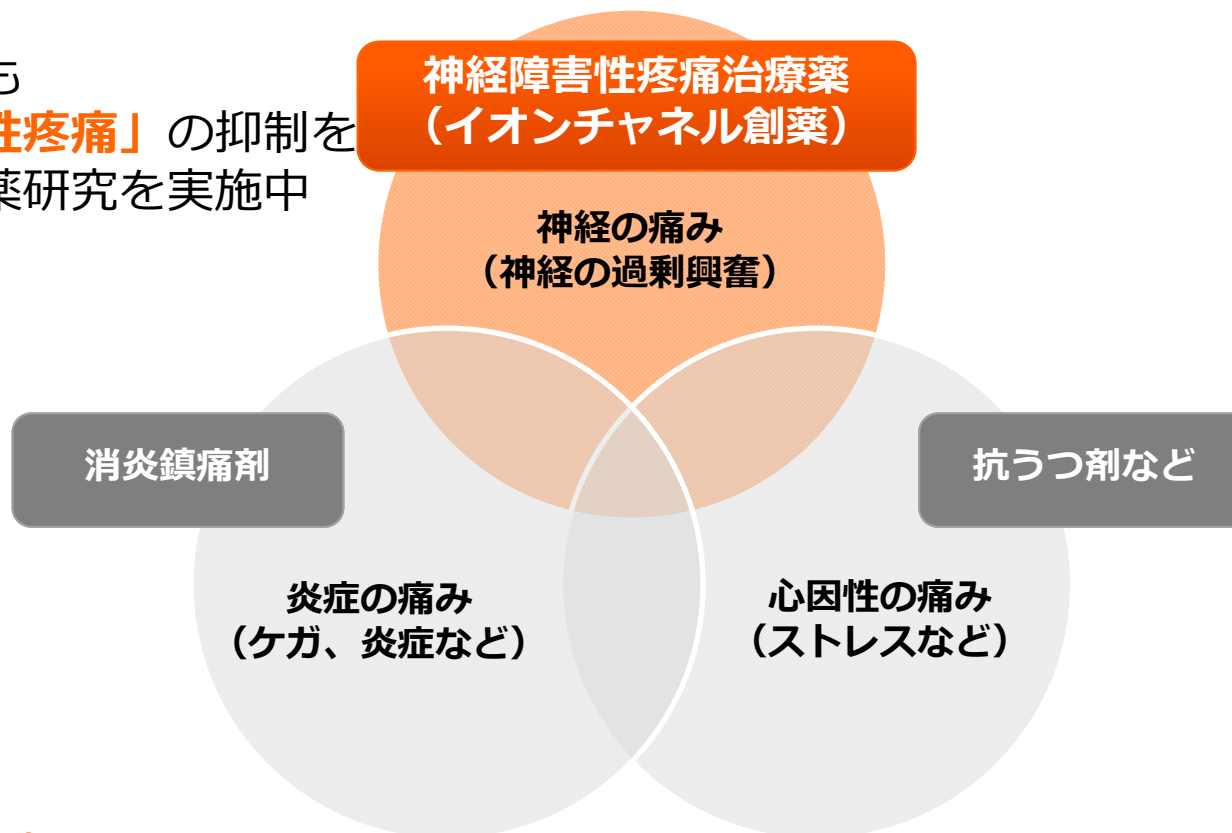 も
性疼痛」の抑制を
薬研究を実施中
神経障害性疼痛治療薬
（イオンチャネル創薬）
神経の痛み
（神経の過剰興奮）
消炎鎮痛剤
抗うつ剤など
炎症の痛み
（ケガ、炎症など）
心因性の痛み
（ストレスなど）